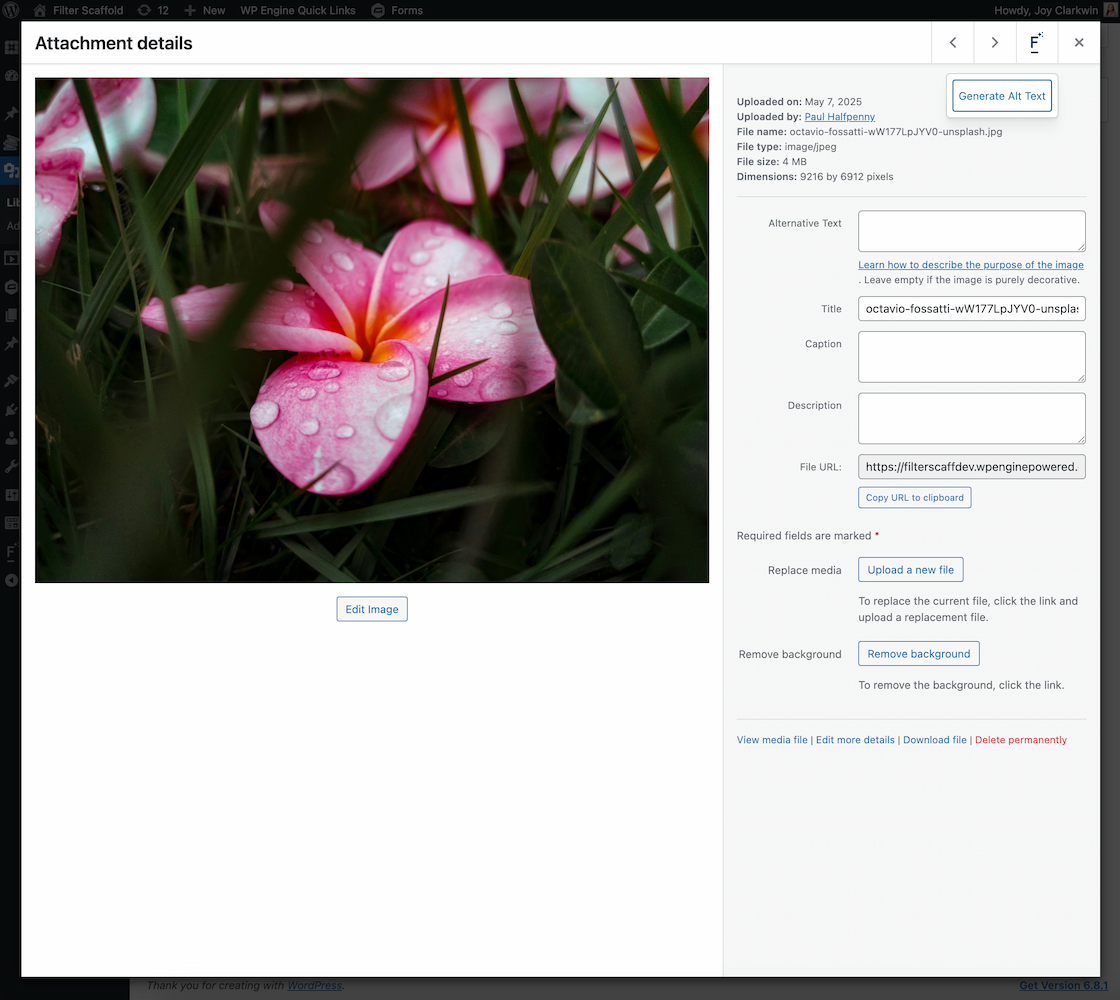 Filter Scaffold 12 New WP Engine Quick Links Forms Howdy, Joy Clarkwin
Attachment details
F
Generate Alt Text
Uploaded on: May 7, 2025
Uploaded by: Paul Halfpenny
File name: octavio-fossatti-wW177LpJYV0-unsplash.jpg
File type: image/jpeg
File size: 4 MB
Dimensions: 9216 by 6912 pixels
Lib
Ad
Alternative Text
Learn how to describe the purpose of the image
. Leave empty if the image is purely decorative.
Title octavio-fossatti-wW177LpJYV0-unsplas
Caption
Description
File URL: https://filterscaffdev.wpenginepowered.
Copy URL to clipboard
Required fields are marked *
F
Replace media Upload a new file
To replace the current file, click the link and
upload a replacement file.
Edit Image
Remove background Remove background
To remove the background, click the link.
View media file | Edit more details | Download file | Delete permanently
Thank you for creating with WordPress. Get Version 6.8.1